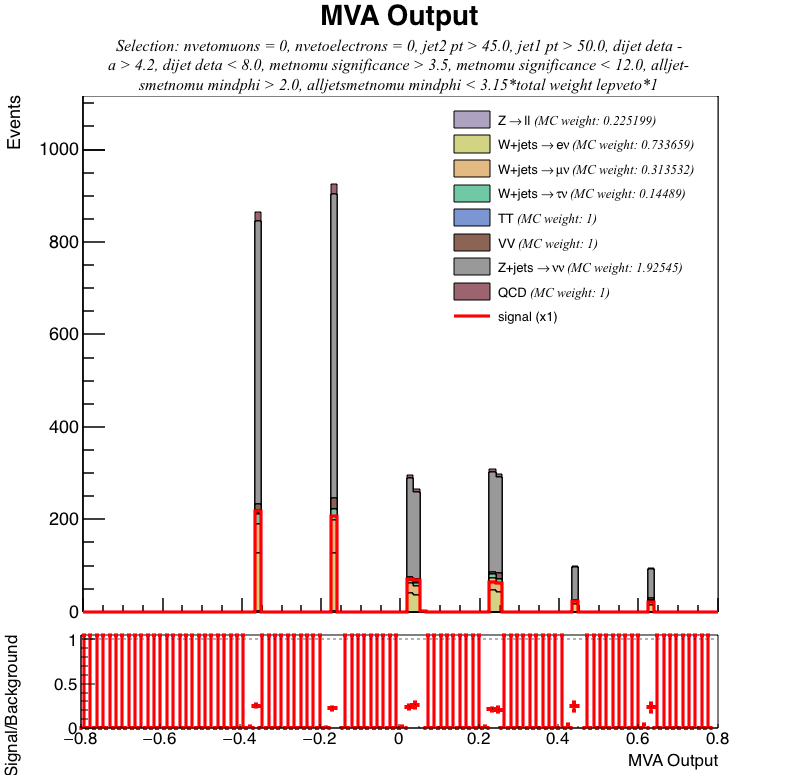 MVA Output
Selection: nvetomuons = 0, nvetoelectrons = 0, jet2 pt > 45.0, jet1 pt > 50.0, dijet deta -
a > 4.2, dijet deta < 8.0, metnomu significance > 3.5, metnomu significance < 12.0, alljet-
smetnomu mindphi > 2.0, alljetsmetnomu mindphi < 3.15*total weight lepveto*1
Events
1000
800
600
400
200
0
Z→ll (MC weight: 0.225199)
W+jets→eν (MC weight: 0.733659)
W+jets→μν (MC weight: 0.313532)
W+jets→τν (MC weight: 0.14489)
TT (MC weight: 1)
VV (MC weight: 1)
Z+jets→νν (MC weight: 1.92545)
QCD (MC weight: 1)
signal (x1)
Signal/Background
1
0.5
0
−0.8 −0.6 −0.4 −0.2 0 0.2 0.4 0.6 0.8
MVA Output